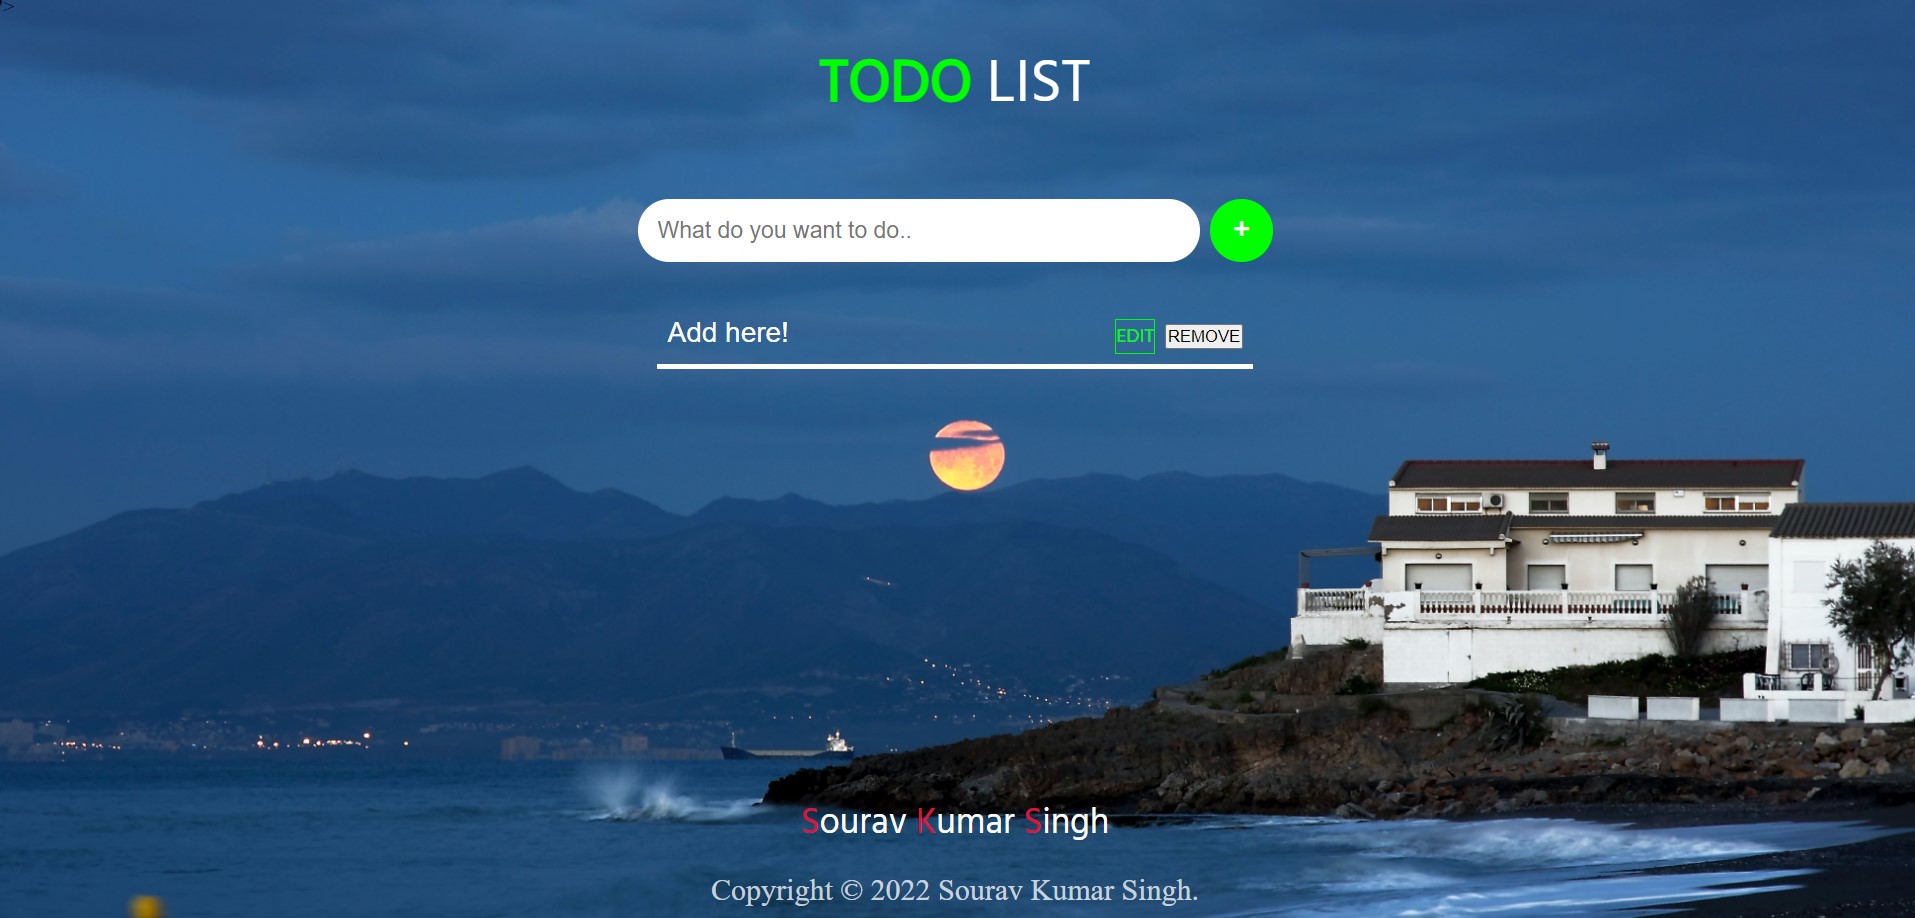 >
TODO LIST
What do you want to do..
+
Add here!
EDIT REMOVE
Sourav Kumar Singh
Copyright © 2022 Sourav Kumar Singh.